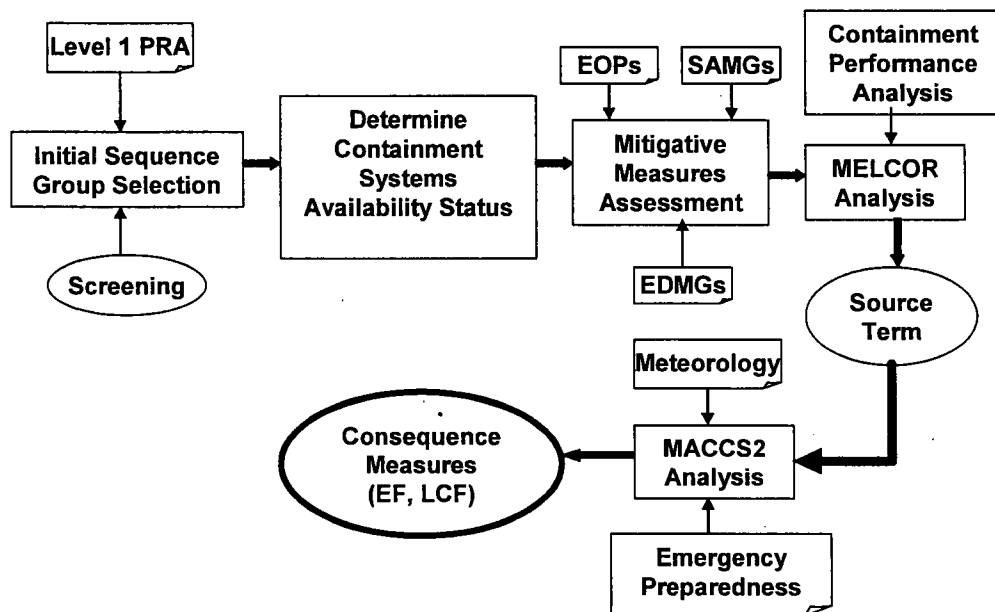 Level 1 PRA
Initial Sequence
Group Selection
Screening
Determine
Containment
Systems
Availability Status
EOPs
SAMGs
Mitigative
Measures
Assessment
EDMGs
Containment
Performance
Analysis
MELCOR
Analysis
Source
Term
Meteorology
MACCS2
Analysis
Emergency
Preparedness
Consequence
Measures
(EF, LCF)